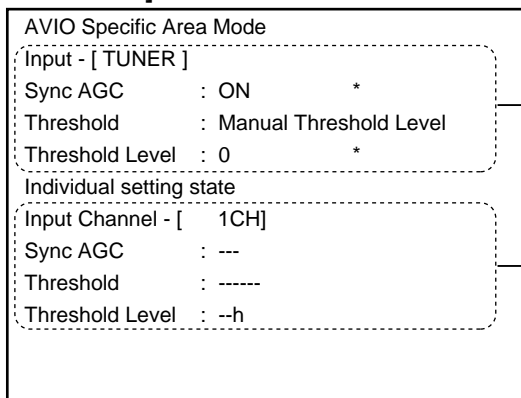 AVIO Specific Area Mode
Input - [ TUNER ]
Sync AGC : ON *
Threshold : Manual Threshold Level
Threshold Level : 0 *
Individual setting state
Input Channel - [ 1CH]
Sync AGC : ---
Threshold : ------
Threshold Level : --h